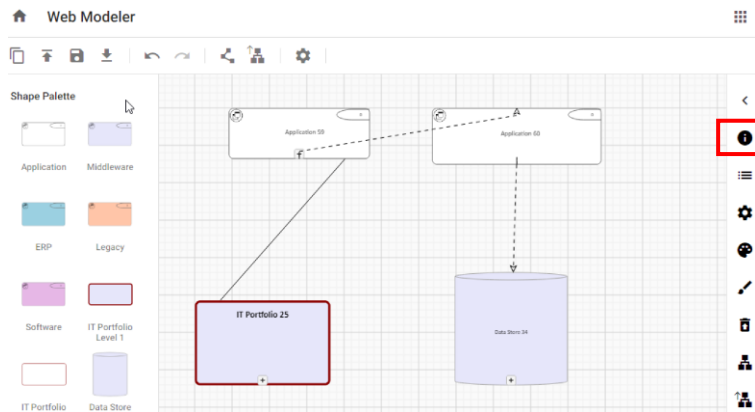 Web Modeler
Shape Palette
Application
Middleware
ERP
Legacy
Software
IT Portfolio
Level 1
IT Portfolio
Data Store
Application 59
Application 60
IT Portfolio 25
Data Store 34